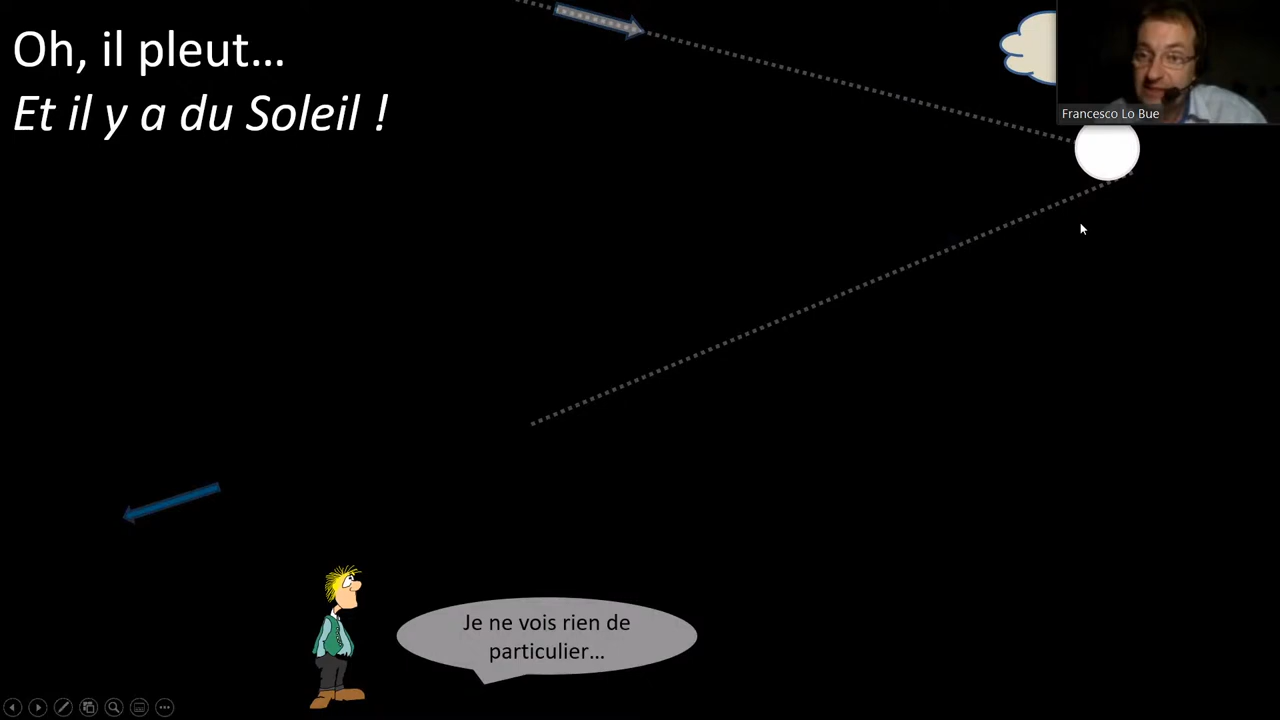 Oh, il pleut…
Et il y a du Soleil !
Francesco Lo Bue
Je ne vois rien de
particulier…